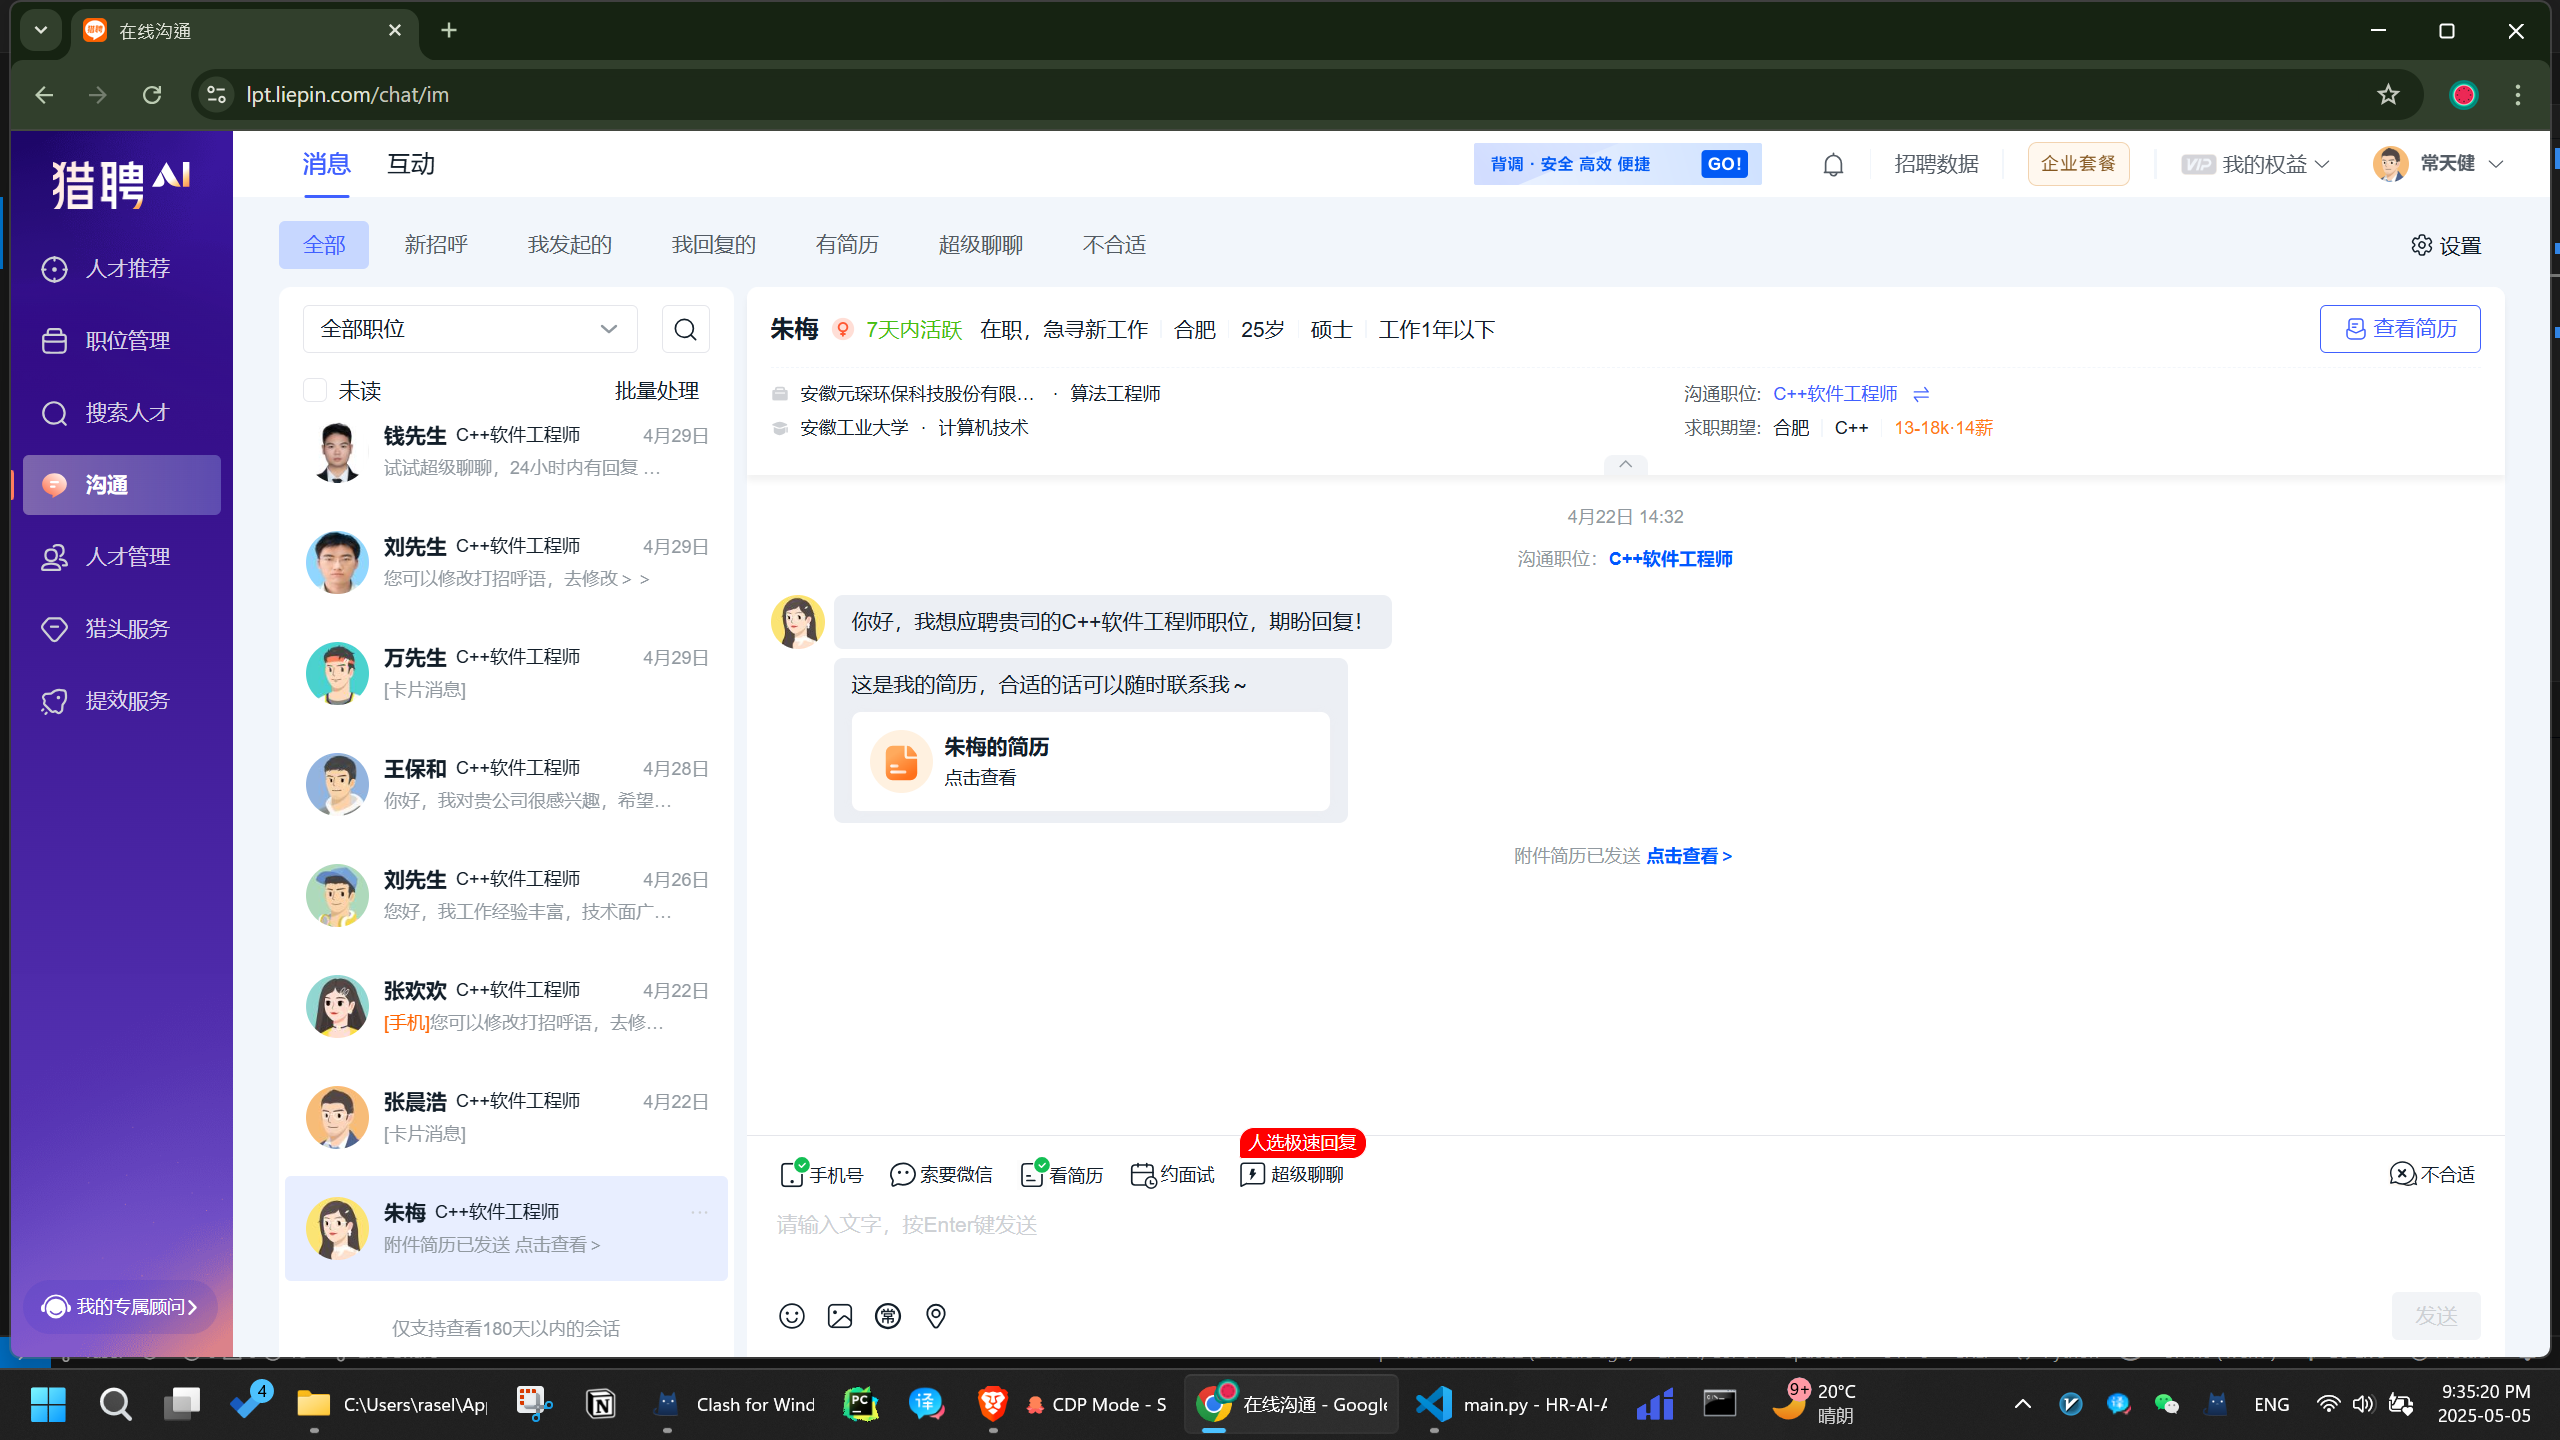 在线沟通
lpt.liepin.com/chat/im
猎聘AI
人才推荐
职位管理
搜索人才
沟通
人才管理
猎头服务
提效服务
我的专属顾问
消息 互动
背调 · 安全 高效 便捷 GO!
招聘数据
企业套餐
VIP 我的权益
常天健
全部 新招呼 我发起的 我回复的 有简历 超级聊聊 不合适
设置
全部职位
未读 批量处理
钱先生 C++软件工程师 4月29日
试试超级聊聊，24小时内有回复 ...
刘先生 C++软件工程师 4月29日
您可以修改打招呼语，去修改＞＞
万先生 C++软件工程师 4月29日
[卡片消息]
王保和 C++软件工程师 4月28日
你好，我对贵公司很感兴趣，希望...
刘先生 C++软件工程师 4月26日
您好，我工作经验丰富，技术面广...
张欢欢 C++软件工程师 4月22日
[手机]您可以修改打招呼语，去修...
张晨浩 C++软件工程师 4月22日
[卡片消息]
朱梅 C++软件工程师 ...
附件简历已发送 点击查看 >
仅支持查看180天以内的会话
朱梅 7天内活跃 在职，急寻新工作 合肥 25岁 硕士 工作1年以下
查看简历
安徽元琛环保科技股份有限... · 算法工程师
安徽工业大学 · 计算机技术
沟通职位: C++软件工程师
求职期望: 合肥 C++ 13-18k·14薪
4月22日 14:32
沟通职位: C++软件工程师
你好，我想应聘贵司的C++软件工程师职位，期盼回复！
这是我的简历，合适的话可以随时联系我～
朱梅的简历
点击查看
附件简历已发送 点击查看 >
人选极速回复
手机号 索要微信 看简历 约面试 超级聊聊 不合适
请输入文字，按Enter键发送
常
发送
4
C:\Users\rasel\Ap
Clash for Wind
PC
译
CDP Mode - S
在线沟通 - Google
main.py - HR-AI-A
9+
20°C
晴朗
ENG
9:35:20 PM
2025-05-05